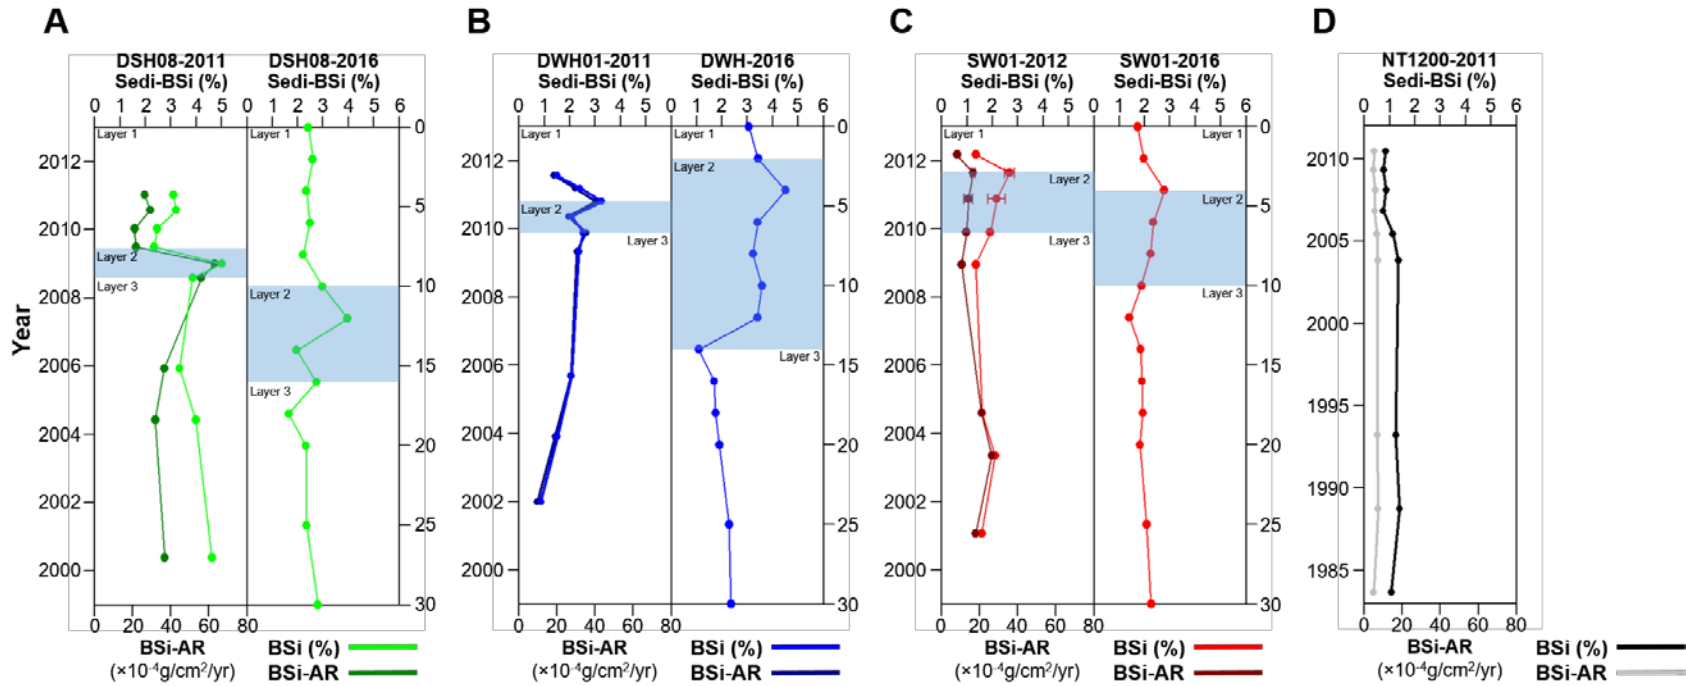 A
DSH08-2011
Sedi-BSi (%)
0 1 2 3 4 5
DSH08-2016
Sedi-BSi (%)
0 1 2 3 4 5 6
Layer 1
Layer 2
Layer 3
Layer 1
Layer 2
Layer 3
Year
2012
2010
2008
2006
2004
2002
2000
0
5
10
15
20
25
30
0 20 40 60 80
BSi-AR
(×10⁻⁴g/cm²/yr)
BSi (%)
BSi-AR
B
DWH01-2011
Sedi-BSi (%)
0 1 2 3 4 5
DWH-2016
Sedi-BSi (%)
0 1 2 3 4 5 6
Layer 1
Layer 2
Layer 3
Layer 1
Layer 2
Layer 3
2012
2010
2008
2006
2004
2002
2000
0
5
10
15
20
25
30
0 20 40 60 80
BSi-AR
(×10⁻⁴g/cm²/yr)
BSi (%)
BSi-AR
C
SW01-2012
Sedi-BSi (%)
0 1 2 3 4 5
SW01-2016
Sedi-BSi (%)
0 1 2 3 4 5 6
Layer 1
Layer 2
Layer 3
Layer 1
Layer 2
Layer 3
2012
2010
2008
2006
2004
2002
2000
0
5
10
15
20
25
30
0 20 40 60 80
BSi-AR
(×10⁻⁴g/cm²/yr)
BSi (%)
BSi-AR
D
NT1200-2011
Sedi-BSi (%)
0 1 2 3 4 5 6
2010
2005
2000
1995
1990
1985
0 20 40 60 80
BSi-AR
(×10⁻⁴g/cm²/yr)
BSi (%)
BSi-AR